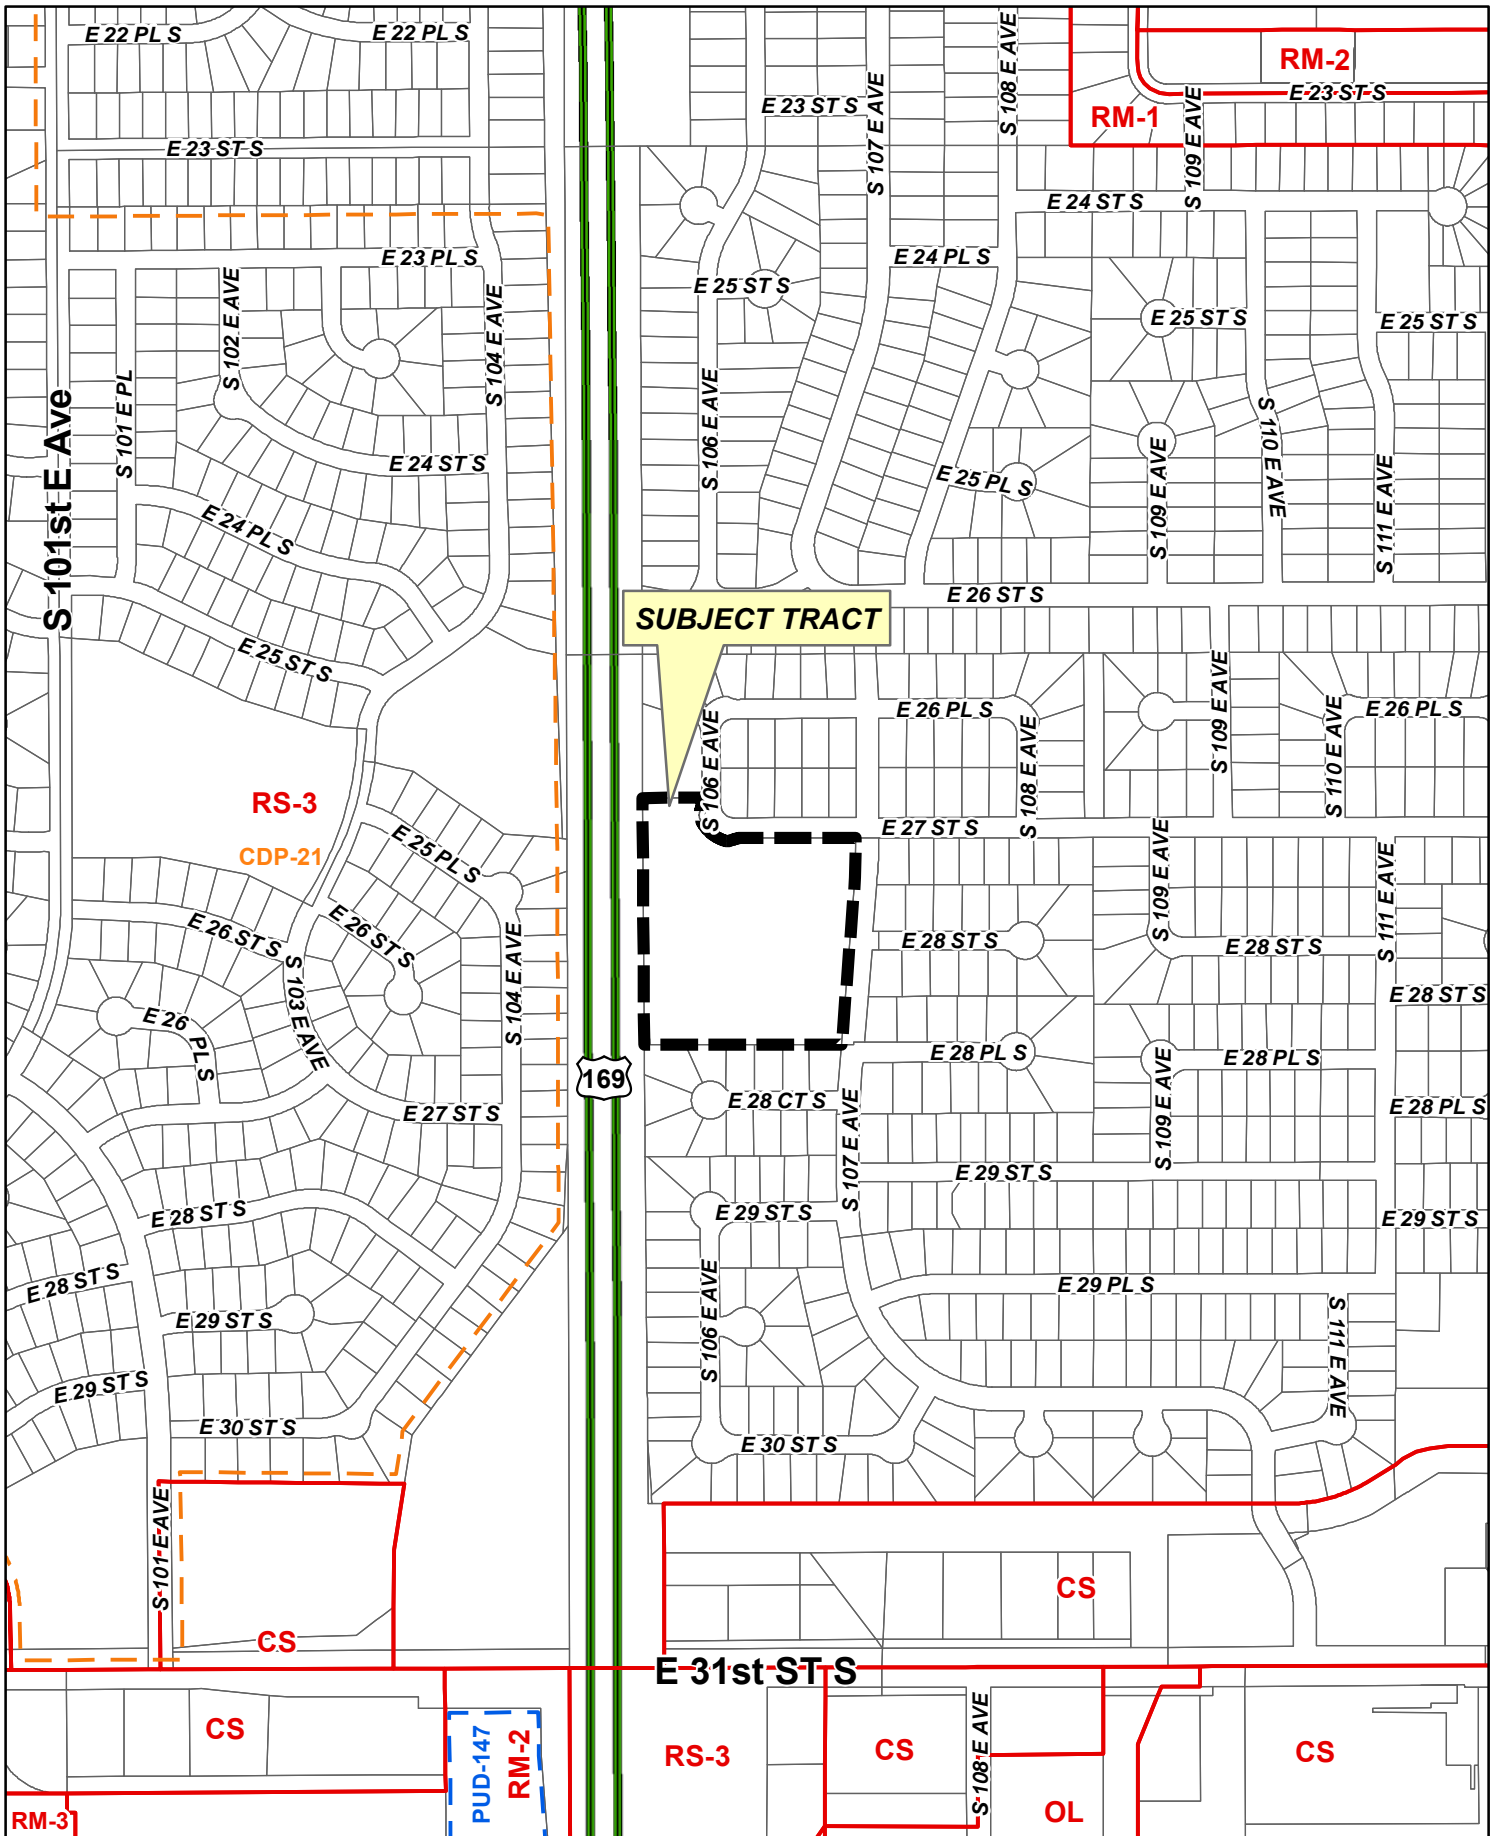 E 22 PL S
E 22 PL S
S 108 E AVE
RM-2
E 23 ST S
E 23 ST S
RM-1
S 107 E AVE
S 109 E AVE
E 23 ST S
E 24 ST S
E 23 PL S
E 24 PL S
E 25 ST S
S 102 E AVE
S 104 E AVE
E 25 ST S
E 25 ST S
S 101st E Ave
S 101 E PL
S 106 E AVE
S 110 E AVE
E 24 ST S
E 25 PL S
S 109 E AVE
S 111 E AVE
E 24 PL S
E 26 ST S
SUBJECT TRACT
E 25 ST S
S 109 E AVE
E 26 PL S
E 26 PL S
S 106 E AVE
S 108 E AVE
S 110 E AVE
RS-3
E 27 ST S
CDP-21
E 25 PL S
S 109 E AVE
S 111 E AVE
E 26 ST S
E 26 ST S
E 28 ST S
E 28 ST S
S 104 E AVE
S 103 E AVE
E 28 ST S
E 26 PL S
E 28 PL S
E 28 PL S
169
E 28 CT S
S 109 E AVE
E 28 PL S
E 27 ST S
S 107 E AVE
E 29 ST S
E 28 ST S
E 29 ST S
E 29 ST S
E 28 ST S
E 29 PL S
E 29 ST S
S 106 E AVE
S 111 E AVE
E 29 ST S
E 30 ST S
E 30 ST S
S 101 E AVE
CS
CS
E 31st ST S
CS
PUD-147
RM-2
RS-3
CS
S 108 E AVE
CS
OL
RM-3